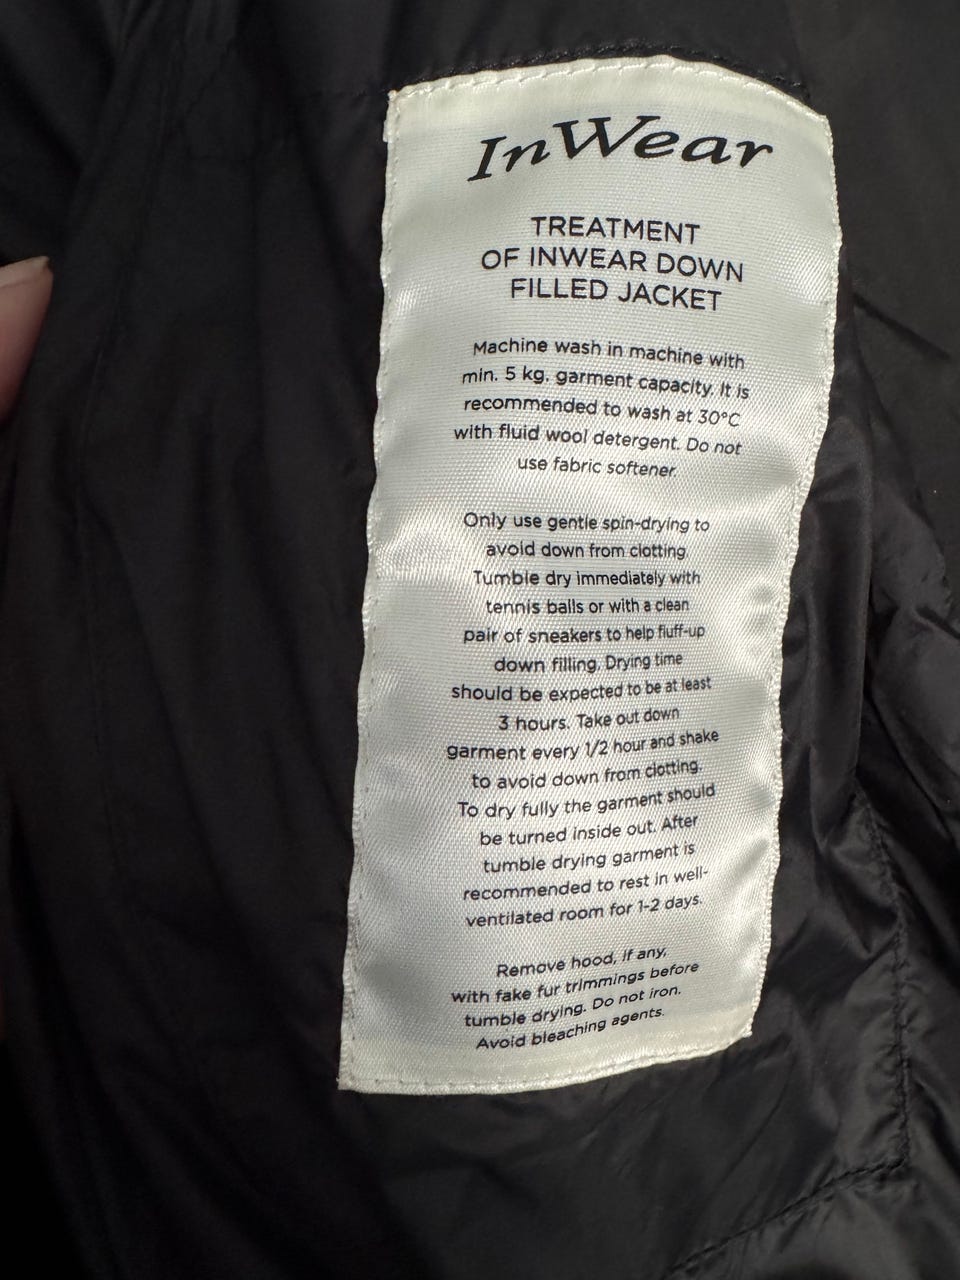 InWear
TREATMENT
OF INWEAR DOWN
FILLED JACKET
Machine wash in machine with
min. 5 kg. garment capacity. It is
recommended to wash at 30°C
with fluid wool detergent. Do not
use fabric softener.
Only use gentle spin-drying to
avoid down from clotting.
Tumble dry immediately with
tennis balls or with a clean
pair of sneakers to help fluff-up
down filling. Drying time
should be expected to be at least
3 hours. Take out down
garment every 1/2 hour and shake
to avoid down from clotting.
To dry fully the garment should
be turned inside out. After
tumble drying garment is
recommended to rest in well-
ventilated room for 1-2 days.
Remove hood, if any,
with fake fur trimmings before
tumble drying. Do not iron.
Avoid bleaching agents.